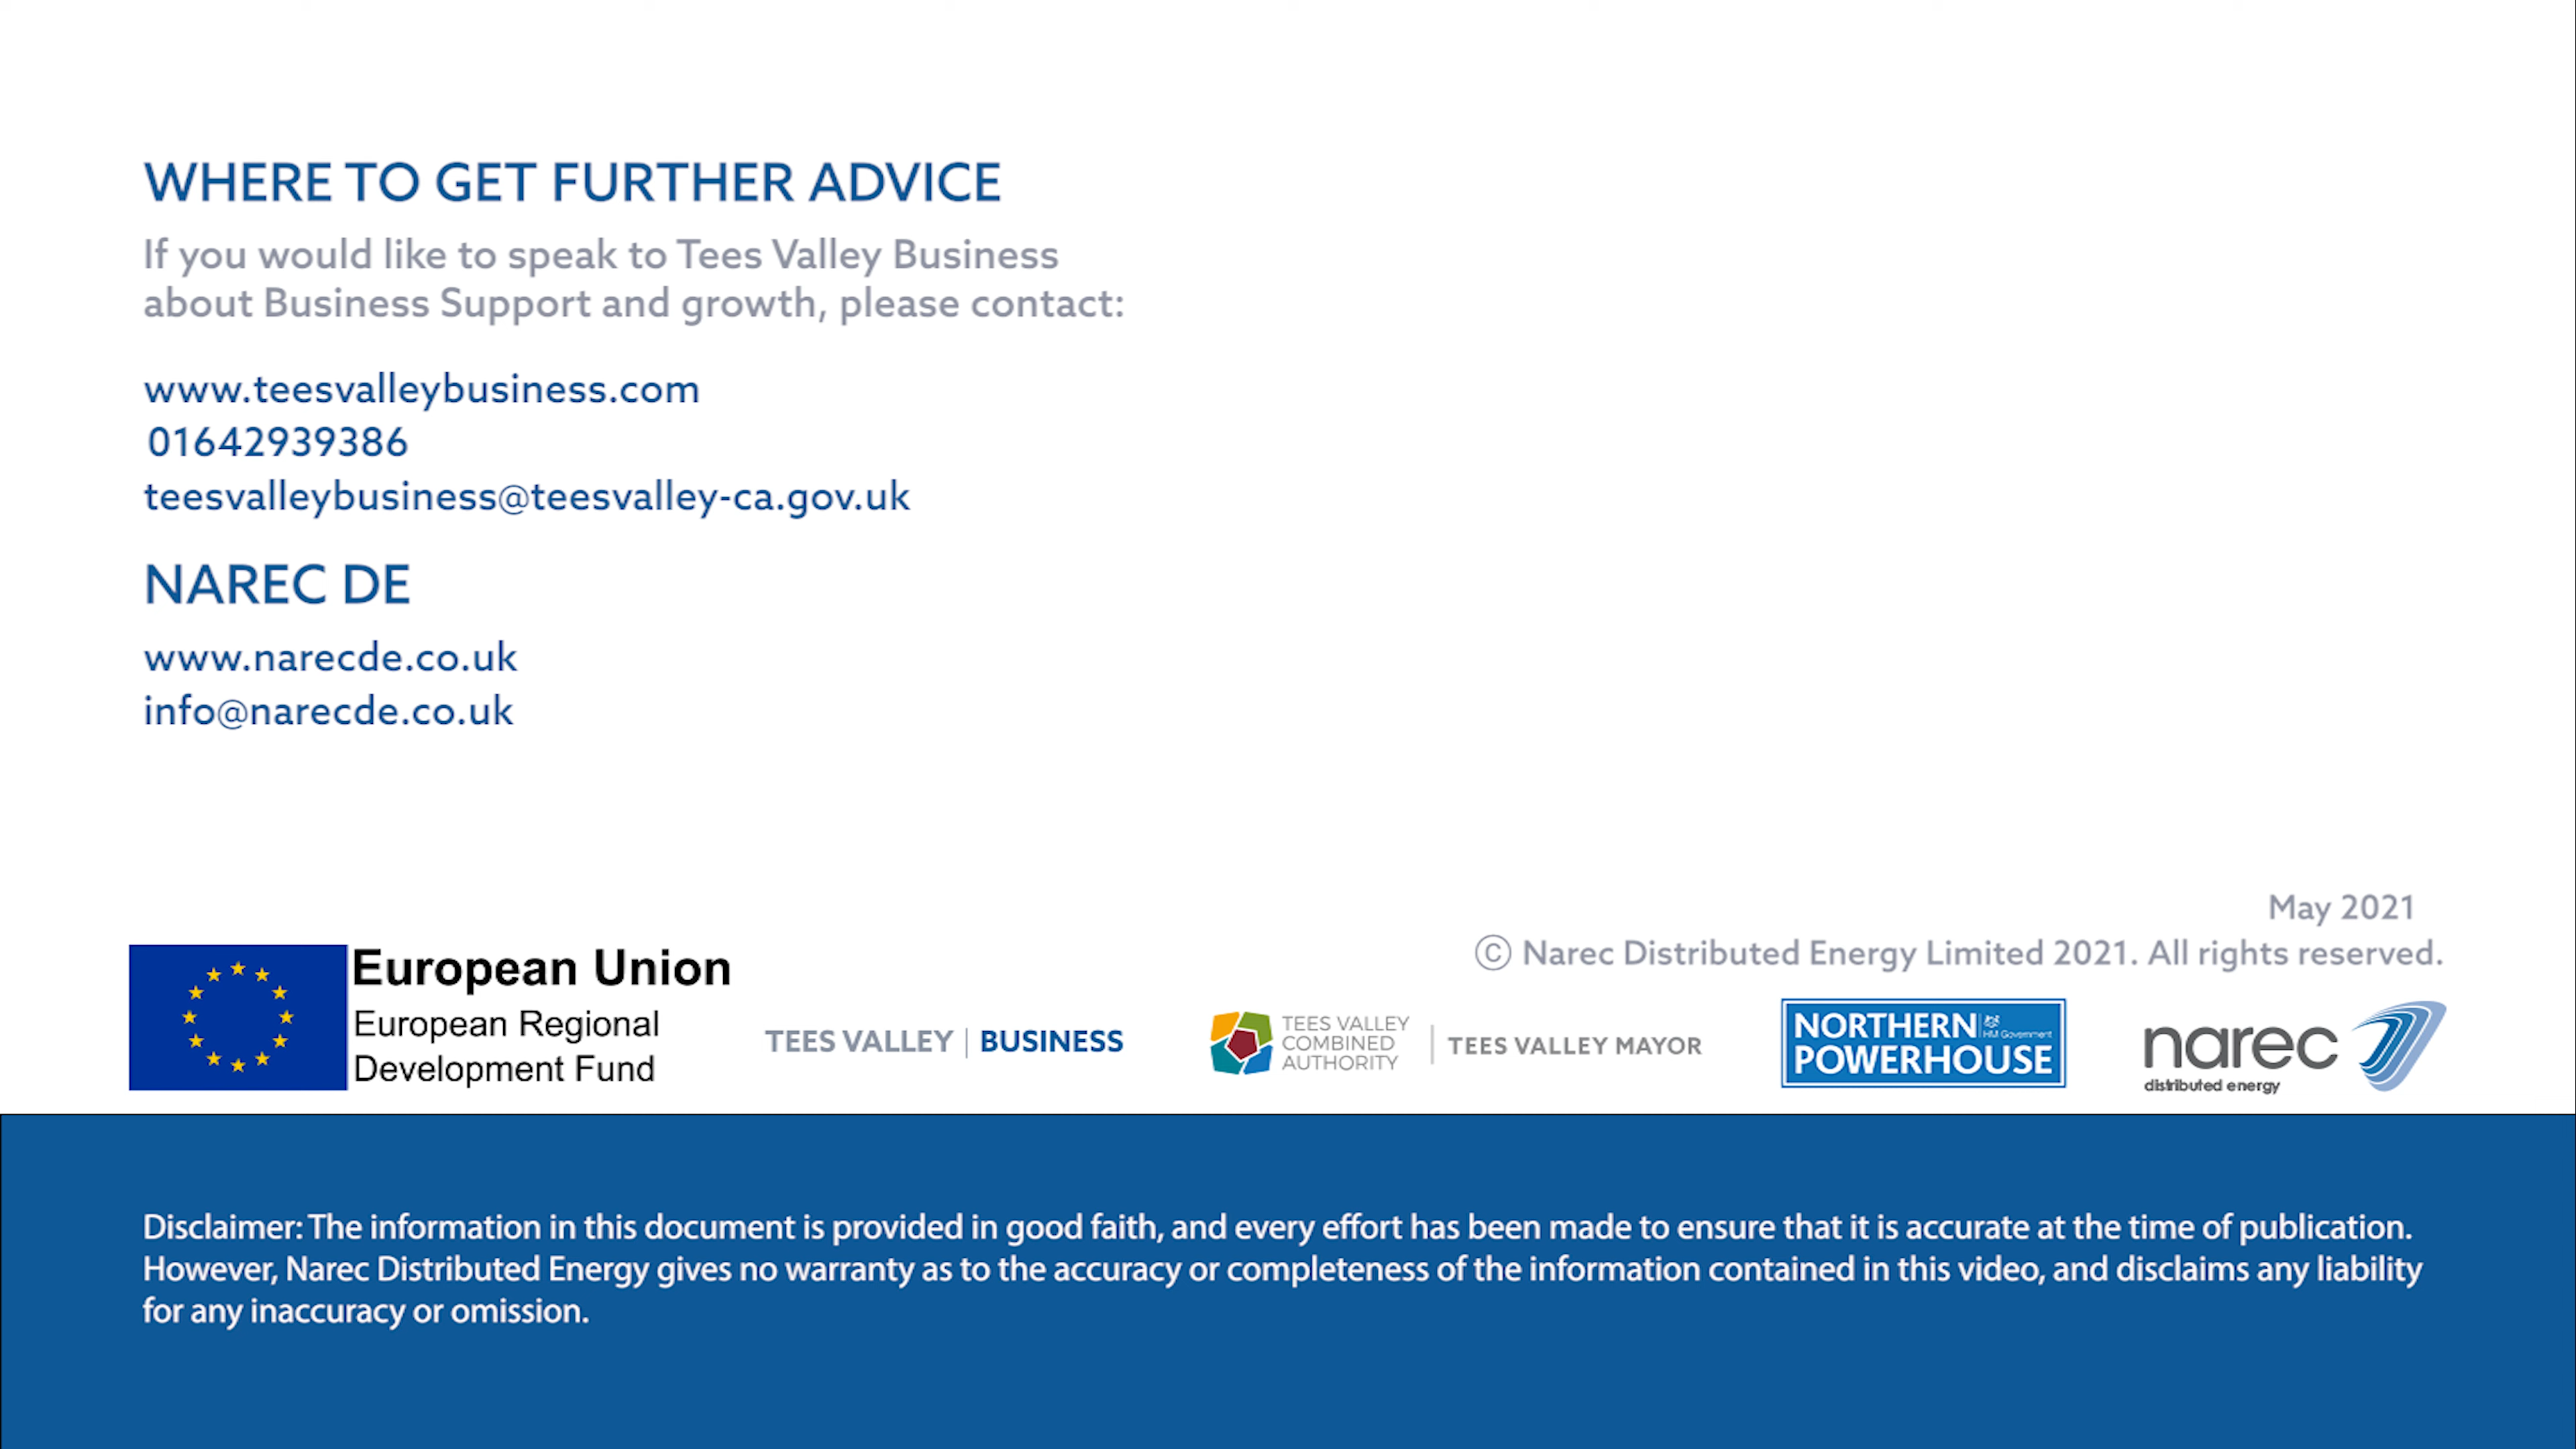 WHERE TO GET FURTHER ADVICE
If you would like to speak to Tees Valley Business
about Business Support and growth, please contact:
www.teesvalleybusiness.com
01642939386
teesvalleybusiness@teesvalley-ca.gov.uk
NAREC DE
www.narecde.co.uk
info@narecde.co.uk
May 2021
© Narec Distributed Energy Limited 2021. All rights reserved.
European Union
European Regional
Development Fund
TEES VALLEY | BUSINESS
TEES VALLEY
COMBINED
AUTHORITY
TEES VALLEY MAYOR
NORTHERN HM Government
POWERHOUSE
narec
distributed energy
Disclaimer: The information in this document is provided in good faith, and every effort has been made to ensure that it is accurate at the time of publication.
However, Narec Distributed Energy gives no warranty as to the accuracy or completeness of the information contained in this video, and disclaims any liability
for any inaccuracy or omission.